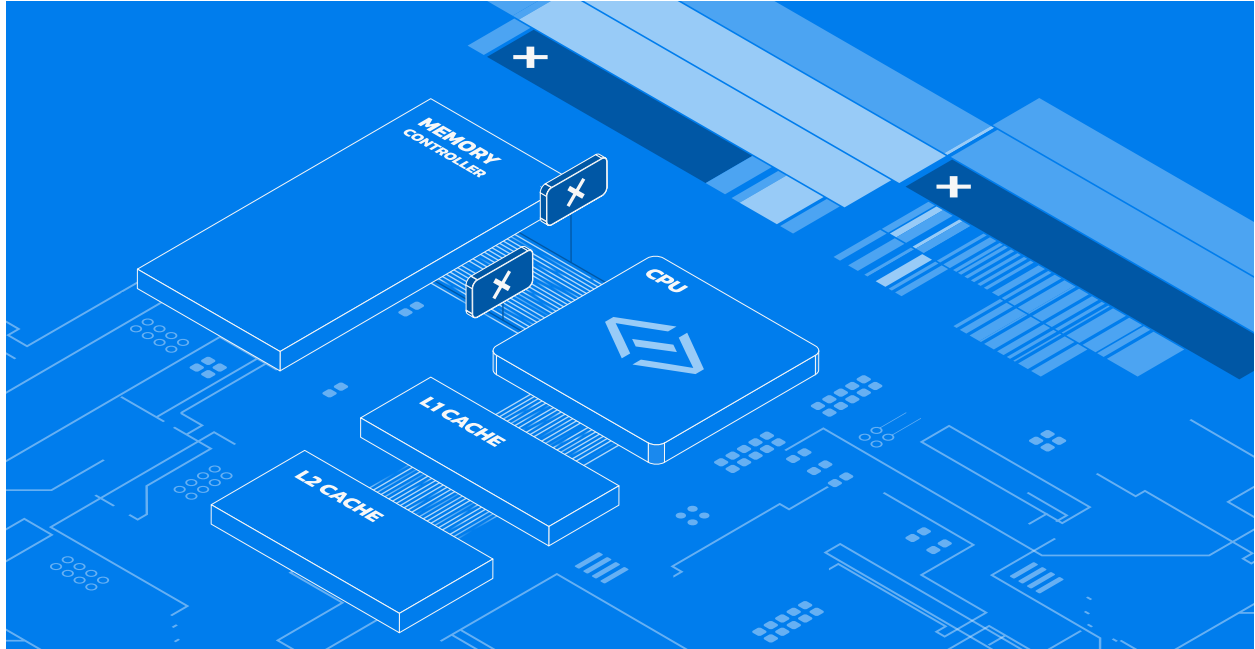 MEMORY
CONTROLLER
CPU
L1 CACHE
L2 CACHE